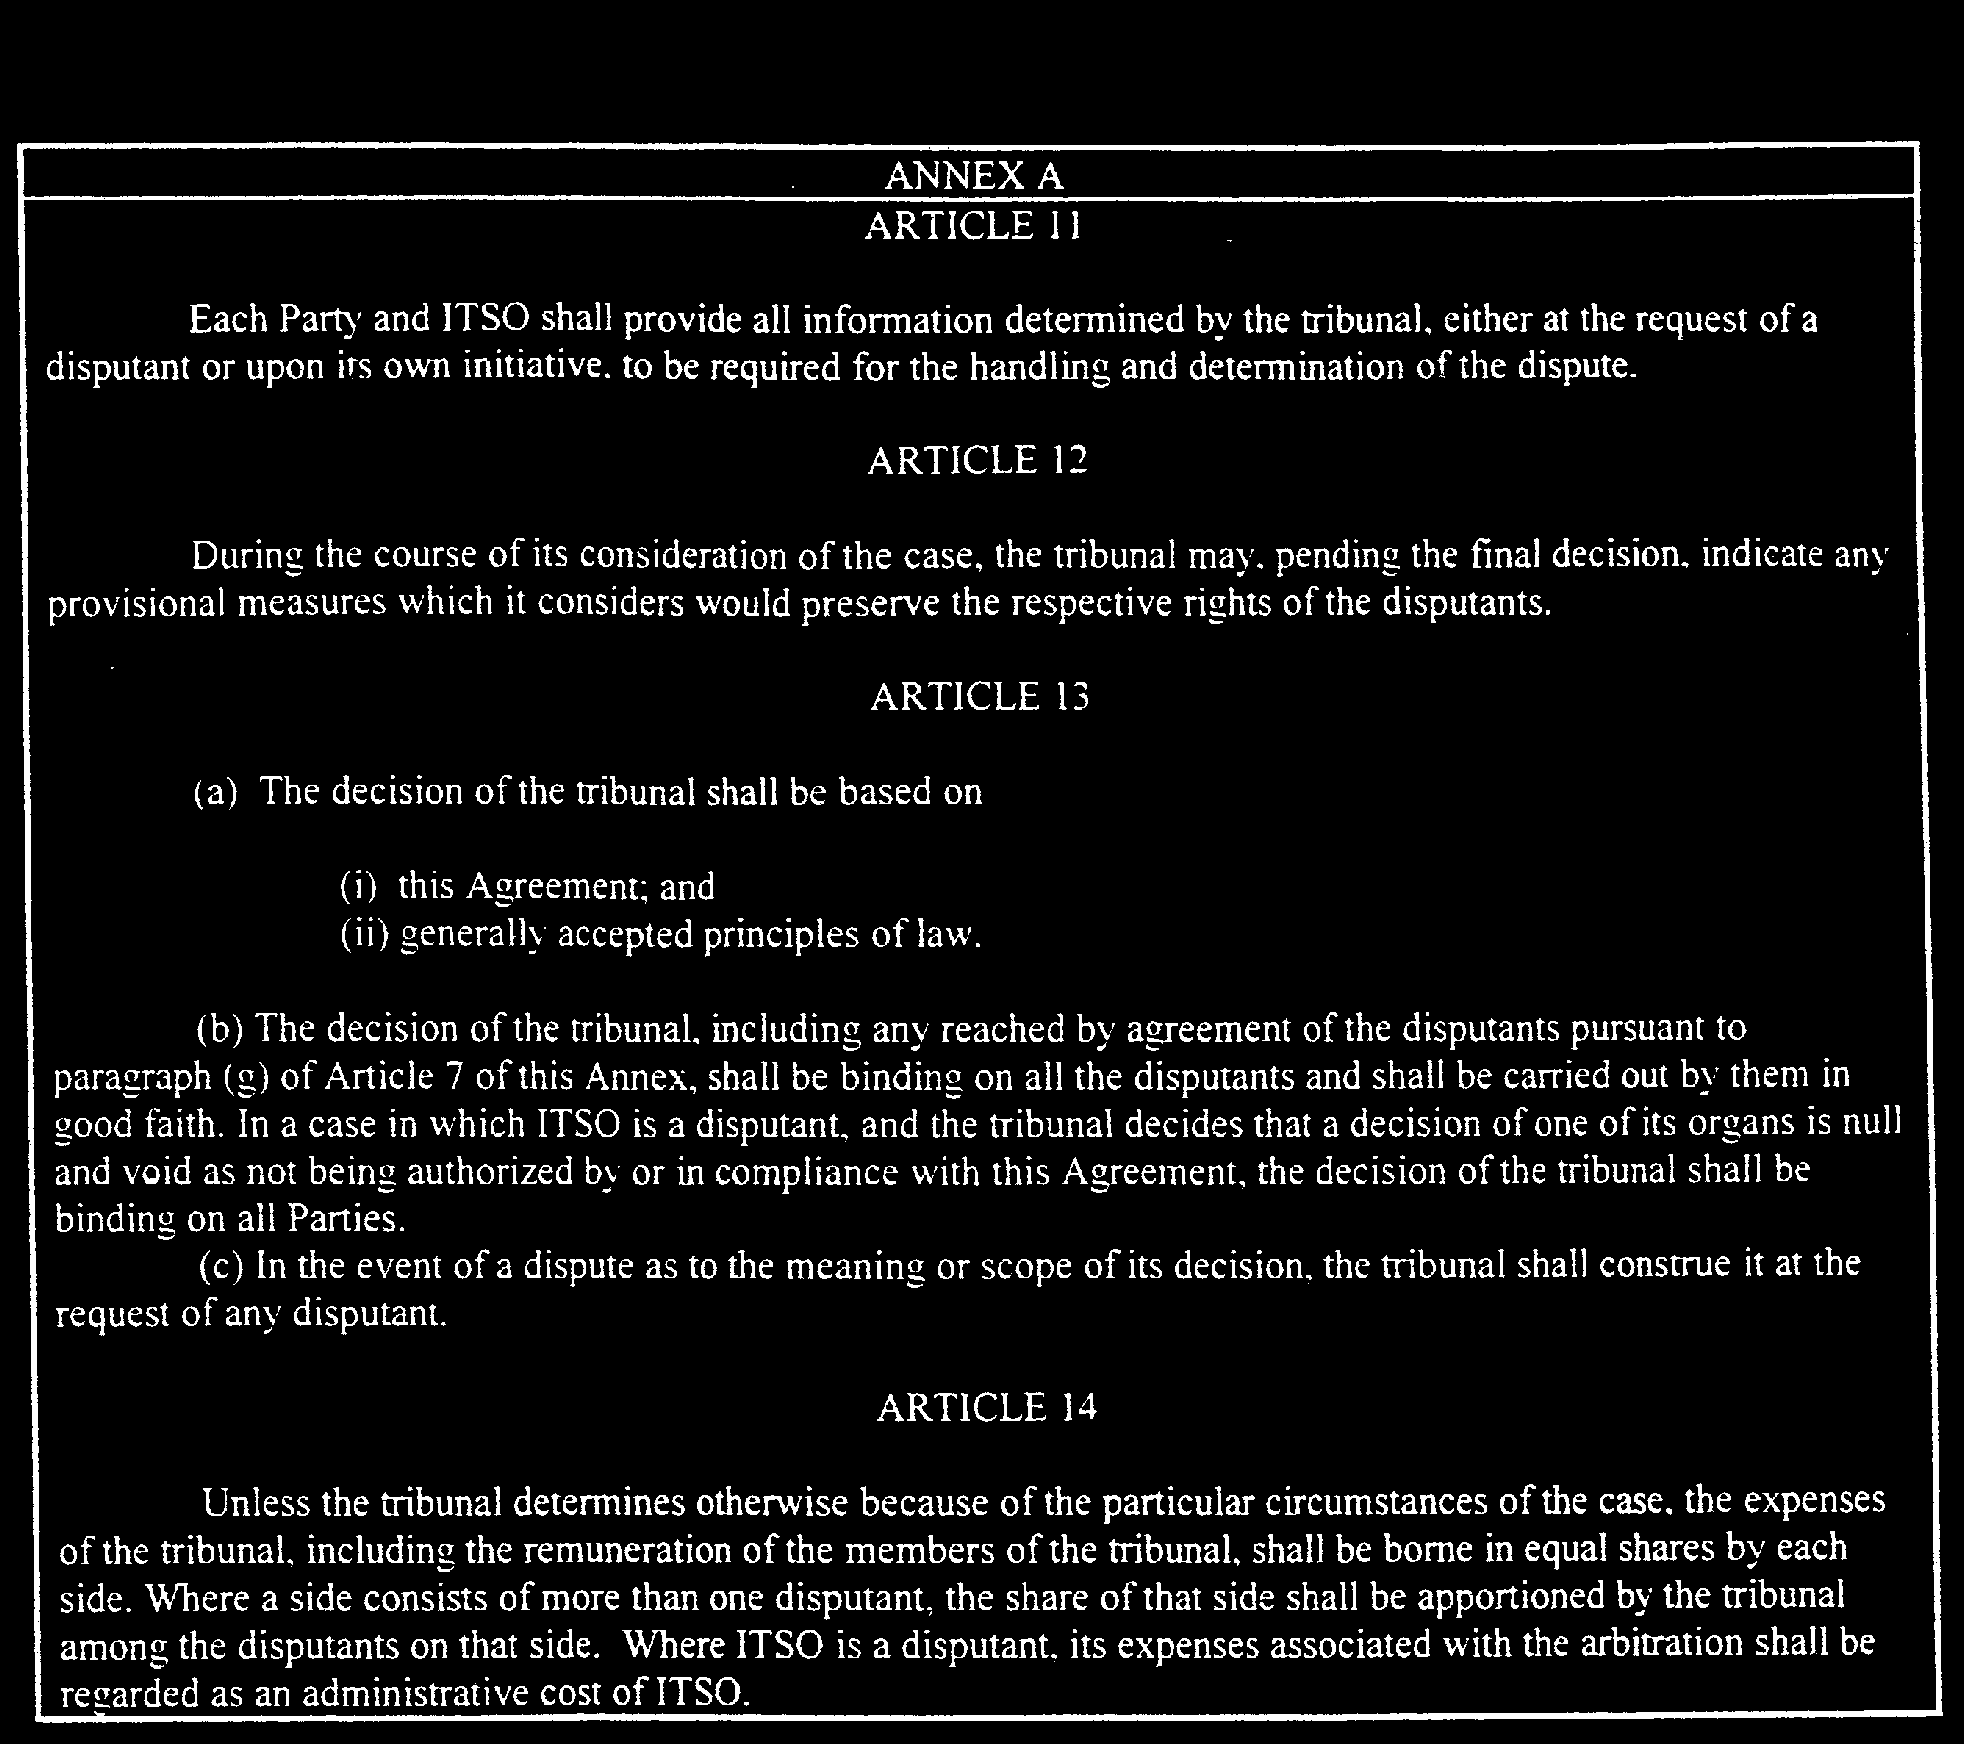 ANNEX A
ARTICLE 11
Each Party and ITSO shall provide all information determined by the tribunal, either at the request of a
disputant or upon its own initiative, to be required for the handling and determination of the dispute.
ARTICLE 12
During the course of its consideration of the case, the tribunal may, pending the final decision, indicate any
provisional measures which it considers would preserve the respective rights of the disputants.
ARTICLE 13
(a) The decision of the tribunal shall be based on
(i) this Agreement; and
(ii) generally accepted principles of law.
(b) The decision of the tribunal, including any reached by agreement of the disputants pursuant to
paragraph (g) of Article 7 of this Annex, shall be binding on all the disputants and shall be carried out by them in
good faith. In a case in which ITSO is a disputant, and the tribunal decides that a decision of one of its organs is null
and void as not being authorized by or in compliance with this Agreement, the decision of the tribunal shall be
binding on all Parties.
(c) In the event of a dispute as to the meaning or scope of its decision, the tribunal shall construe it at the
request of any disputant.
ARTICLE 14
Unless the tribunal determines otherwise because of the particular circumstances of the case, the expenses
of the tribunal, including the remuneration of the members of the tribunal, shall be borne in equal shares by each
side. Where a side consists of more than one disputant, the share of that side shall be apportioned by the tribunal
among the disputants on that side. Where ITSO is a disputant, its expenses associated with the arbitration shall be
regarded as an administrative cost of ITSO.